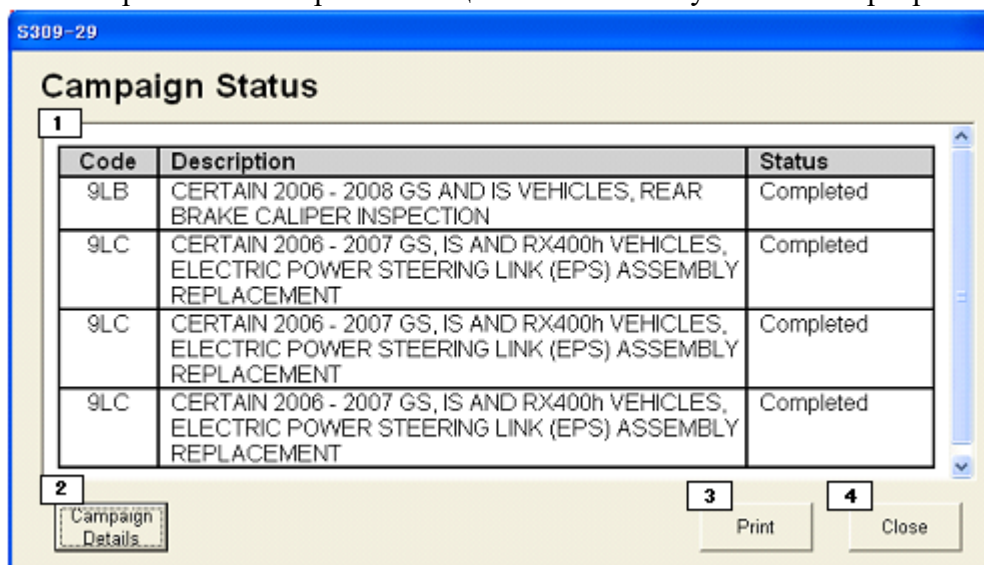 S309-29
Campaign Status
1
Code Description Status
9LB CERTAIN 2006 - 2008 GS AND IS VEHICLES, REAR Completed
BRAKE CALIPER INSPECTION
9LC CERTAIN 2006 - 2007 GS, IS AND RX400h VEHICLES, Completed
ELECTRIC POWER STEERING LINK (EPS) ASSEMBLY
REPLACEMENT
9LC CERTAIN 2006 - 2007 GS, IS AND RX400h VEHICLES, Completed
ELECTRIC POWER STEERING LINK (EPS) ASSEMBLY
REPLACEMENT
9LC CERTAIN 2006 - 2007 GS, IS AND RX400h VEHICLES, Completed
ELECTRIC POWER STEERING LINK (EPS) ASSEMBLY
REPLACEMENT
2 3 4
Campaign
Details Print Close